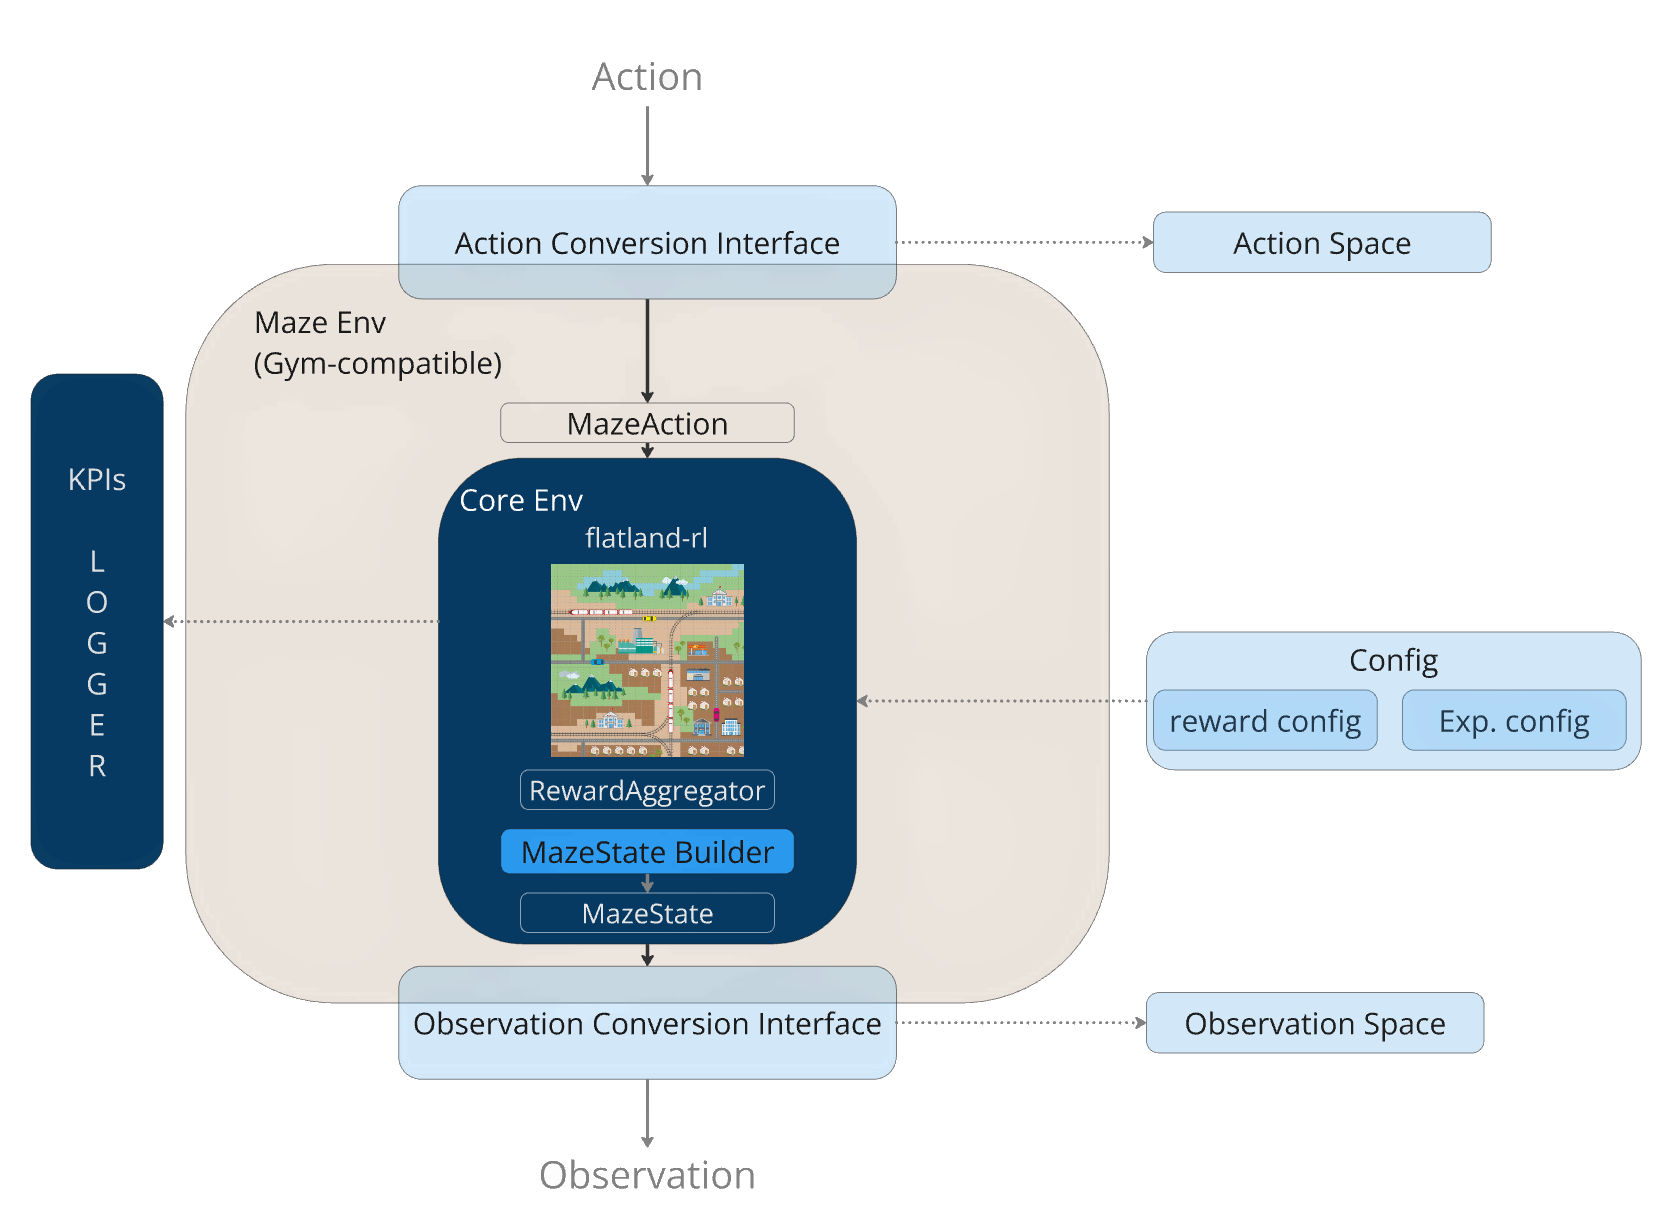 Action
Action Conversion Interface
Action Space
Maze Env
(Gym-compatible)
MazeAction
Core Env
flatland-rl
KPIs
L
O
G
G
E
R
Config
reward config
Exp. config
RewardAggregator
MazeState Builder
MazeState
Observation Conversion Interface
Observation Space
Observation